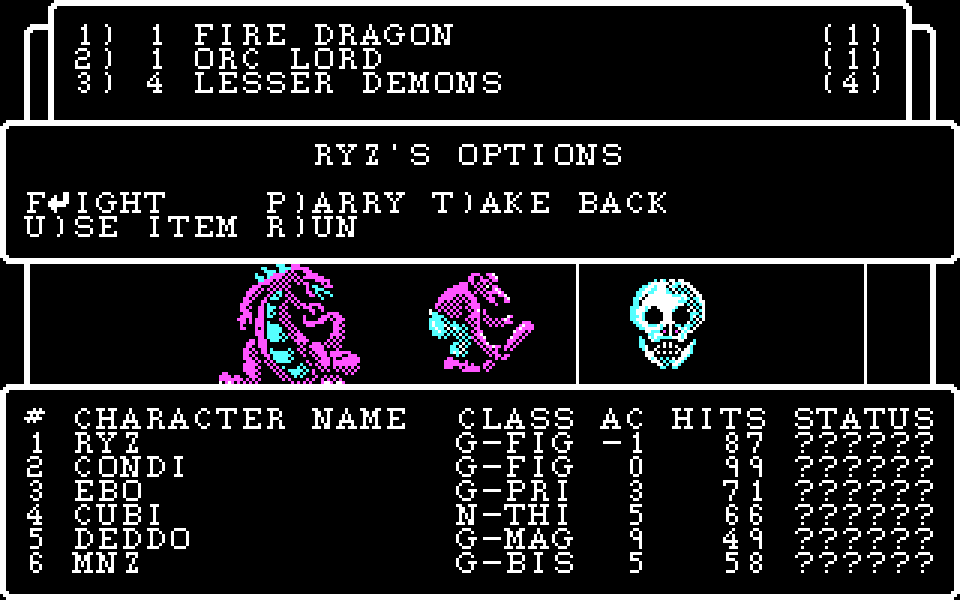 1) 1 FIRE DRAGON (1)
2) 1 ORC LORD (1)
3) 4 LESSER DEMONS (4)
RYZ'S OPTIONS
F↵IGHT P)ARRY T)AKE BACK
U)SE ITEM R)UN
# CHARACTER NAME CLASS AC HITS STATUS
1 RYZ G-FIG -1 87 ??????
2 CONDI G-FIG 0 99 ??????
3 EBO G-PRI 3 71 ??????
4 CUBI N-THI 5 66 ??????
5 DEDDO G-MAG 9 49 ??????
6 MNZ G-BIS 5 58 ??????